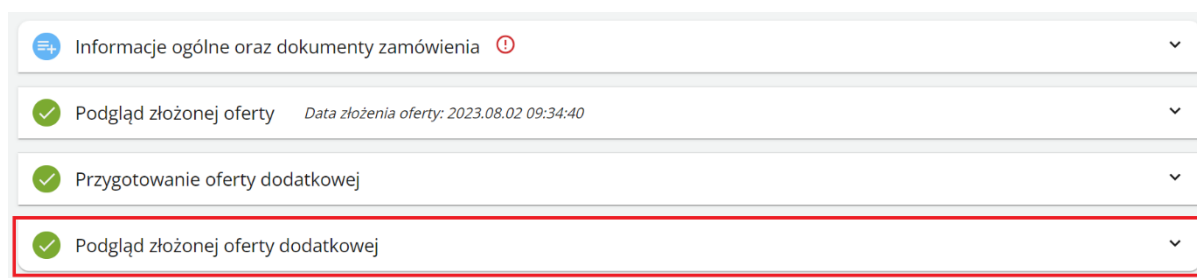 Informacje ogólne oraz dokumenty zamówienia
Podgląd złożonej oferty Data złożenia oferty: 2023.08.02 09:34:40
Przygotowanie oferty dodatkowej
Podgląd złożonej oferty dodatkowej